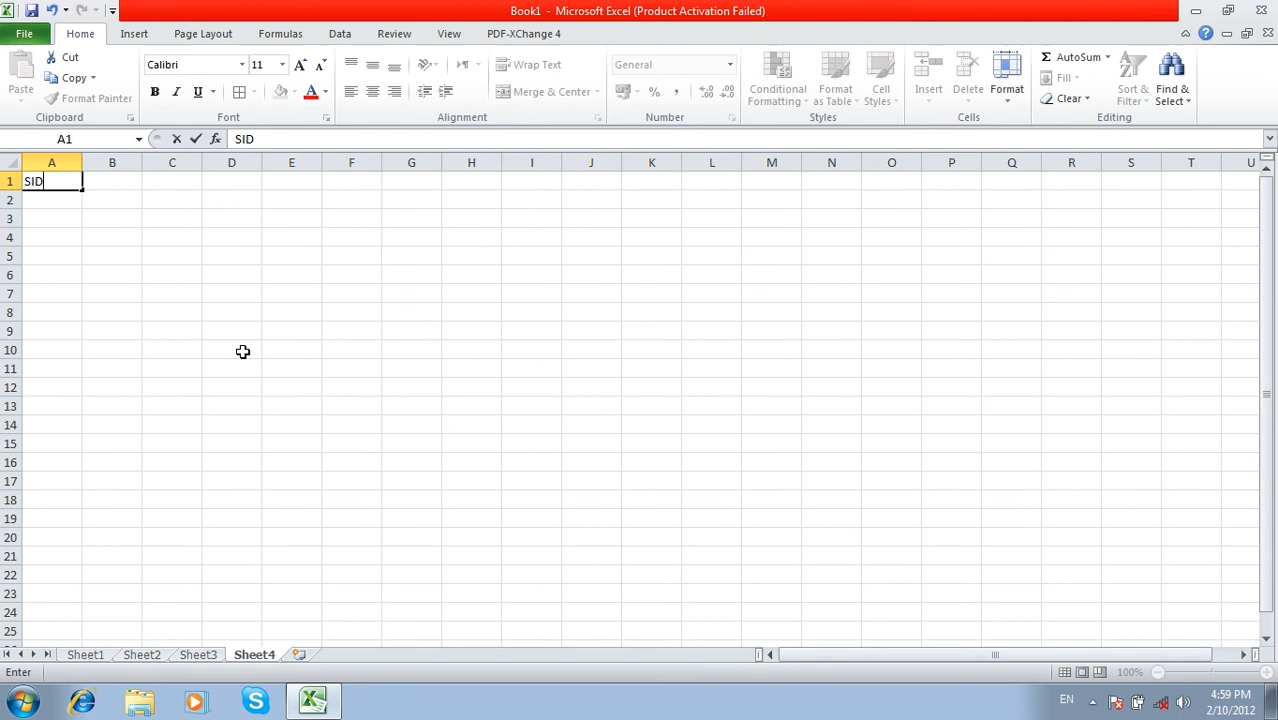 Book1 - Microsoft Excel (Product Activation Failed)
File Home Insert Page Layout Formulas Data Review View PDF-XChange 4
Paste Cut Copy Format Painter
Calibri 11
B I U A A A
Wrap Text
Merge & Center
General
% ,
Conditional Formatting
Format as Table
Cell Styles
Insert Delete Format
Σ AutoSum
Fill
Clear
Sort & Filter
Find & Select
Clipboard Font Alignment Number Styles Cells Editing
A1 fx SID
A B C D E F G H I J K L M N O P Q R S T U
1 SID
2
3
4
5
6
7
8
9
10
11
12
13
14
15
16
17
18
19
20
21
22
23
24
25
Sheet1 Sheet2 Sheet3 Sheet4
Enter 100%
EN 4:59 PM
2/10/2012